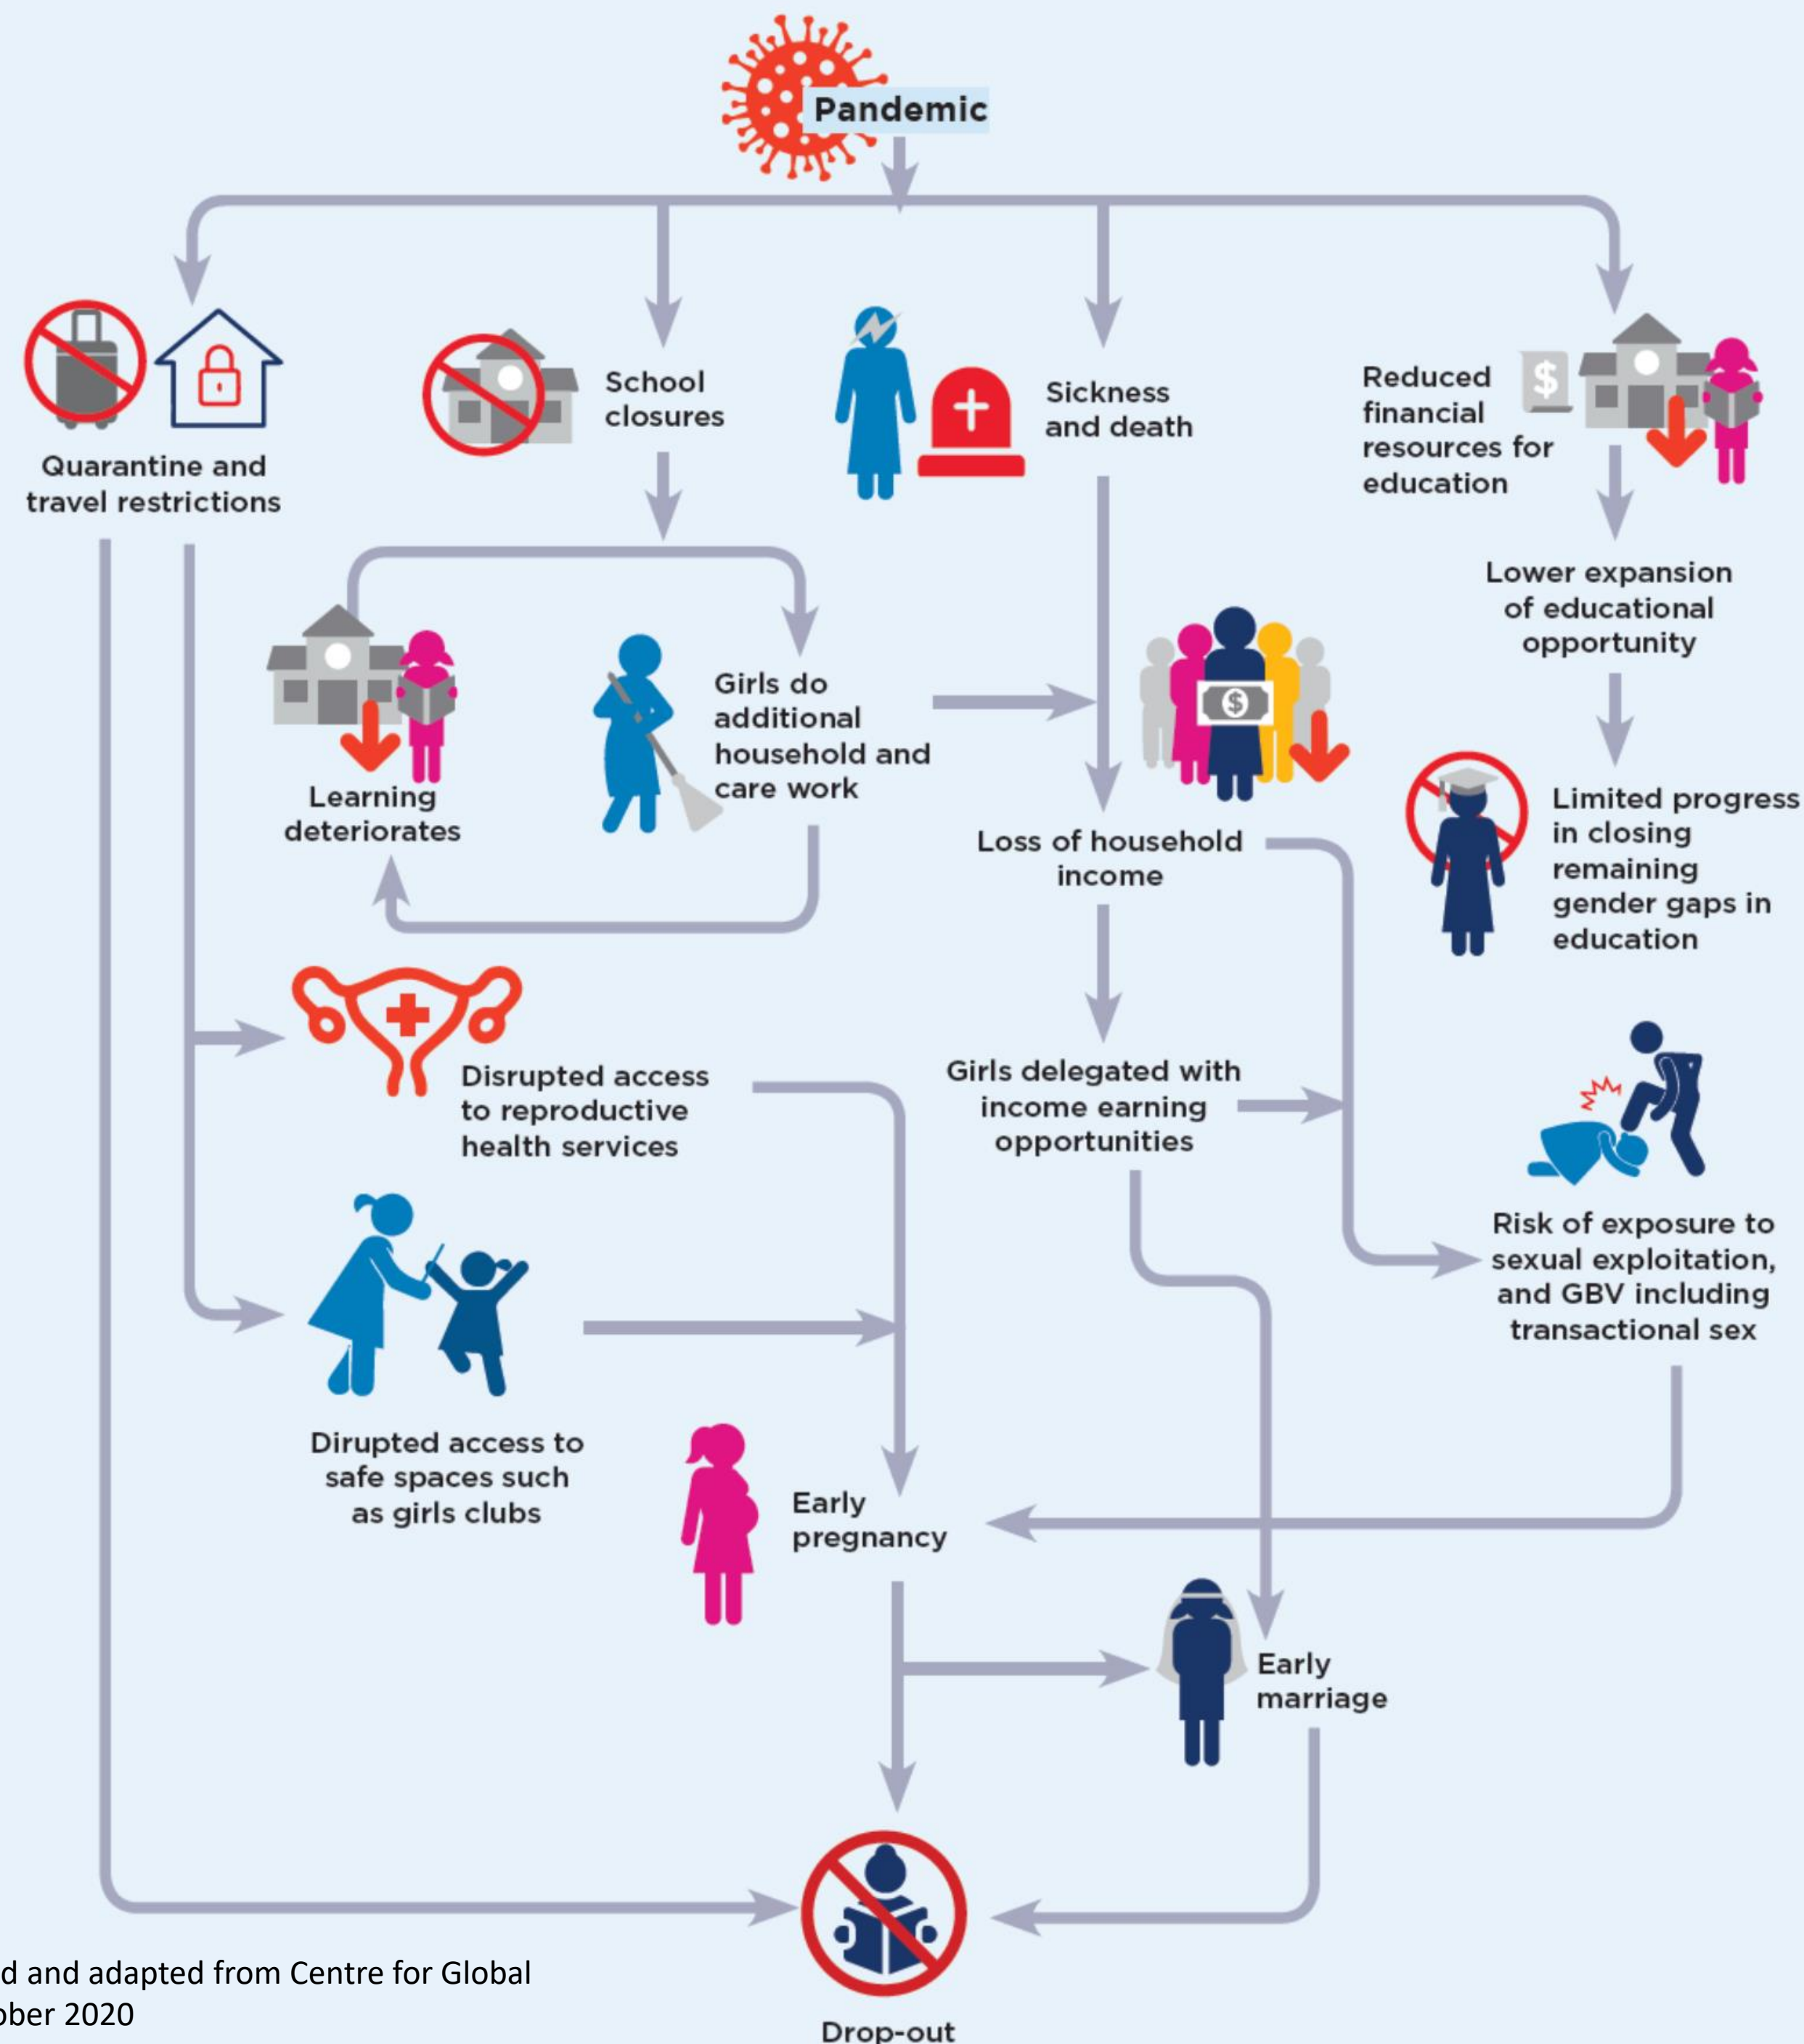 Pandemic
Quarantine and
travel restrictions
School
closures
Sickness
and death
Reduced
financial
resources for
education
$
Lower expansion
of educational
opportunity
Learning
deteriorates
Girls do
additional
household and
care work
$
Loss of household
income
Limited progress
in closing
remaining
gender gaps in
education
Disrupted access
to reproductive
health services
Girls delegated with
income earning
opportunities
Risk of exposure to
sexual exploitation,
and GBV including
transactional sex
Dirupted access to
safe spaces such
as girls clubs
Early
pregnancy
Early
marriage
Drop-out
d and adapted from Centre for Global
ober 2020